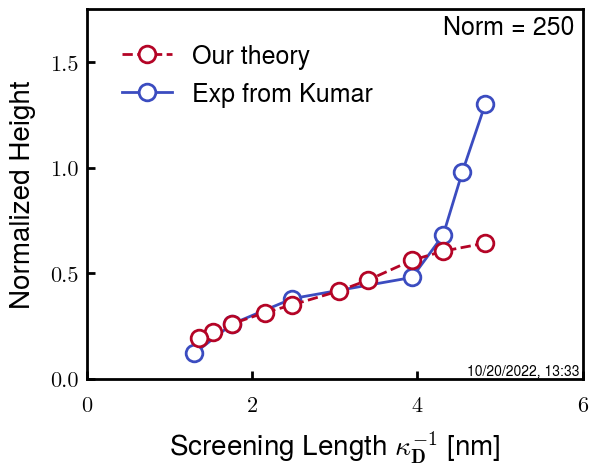 Norm = 250
Our theory
Exp from Kumar
Normalized Height
1.5
1.0
0.5
0.0
10/20/2022, 13:33
0 2 4 6
Screening Length κ_D^{-1} [nm]